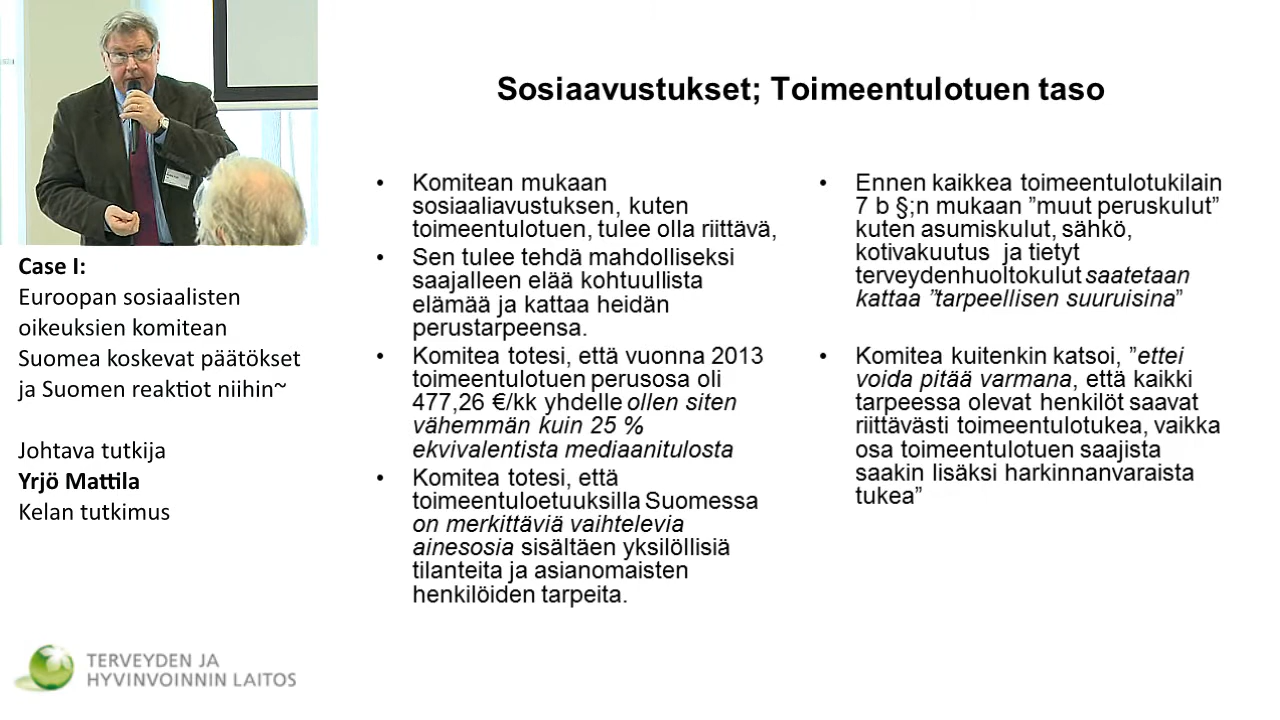 Case I:
Euroopan sosiaalisten
oikeuksien komitean
Suomea koskevat päätökset
ja Suomen reaktiot niihin~
Johtava tutkija
Yrjö Mattila
Kelan tutkimus
TERVEYDEN JA
HYVINVOINNIN LAITOS
Sosiaavustukset; Toimeentulotuen taso
• Komitean mukaan
sosiaaliavustuksen, kuten
toimeentulotuen, tulee olla riittävä,
• Sen tulee tehdä mahdolliseksi
saajalleen elää kohtuullista
elämää ja kattaa heidän
perustarpeensa.
• Komitea totesi, että vuonna 2013
toimeentulotuen perusosa oli
477,26 €/kk yhdelle ollen siten
vähemmän kuin 25 %
ekvivalentista mediaanitulosta
• Komitea totesi, että
toimeentuloetuuksilla Suomessa
on merkittäviä vaihtelevia
ainesosia sisältäen yksilöllisiä
tilanteita ja asianomaisten
henkilöiden tarpeita.
• Ennen kaikkea toimeentulotukilain
7 b §;n mukaan ”muut peruskulut”
kuten asumiskulut, sähkö,
kotivakuutus ja tietyt
terveydenhuoltokulut saatetaan
kattaa ”tarpeellisen suuruisina”
• Komitea kuitenkin katsoi, ”ettei
voida pitää varmana, että kaikki
tarpeessa olevat henkilöt saavat
riittävästi toimeentulotukea, vaikka
osa toimeentulotuen saajista
saakin lisäksi harkinnanvaraista
tukea”